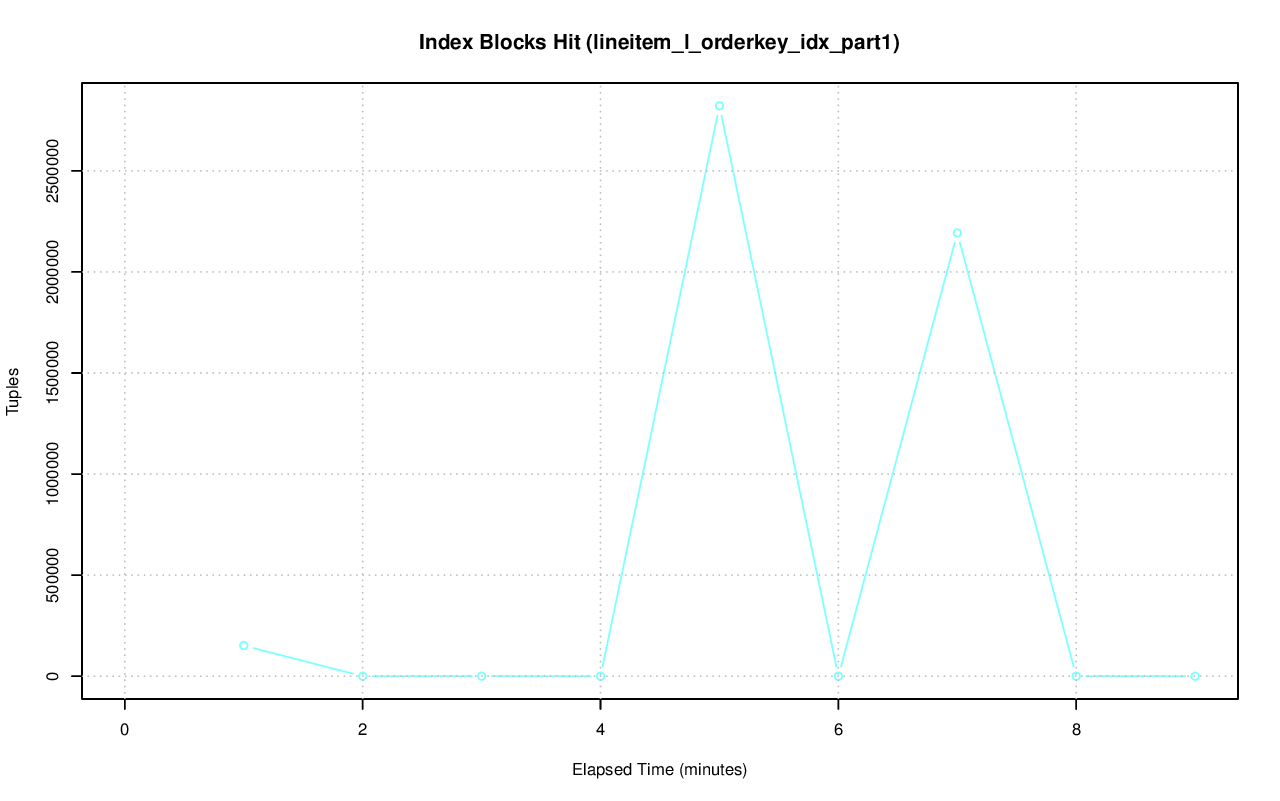 Index Blocks Hit (lineitem_l_orderkey_idx_part1)
Tuples
2500000
2000000
1500000
1000000
500000
0
0 2 4 6 8
Elapsed Time (minutes)